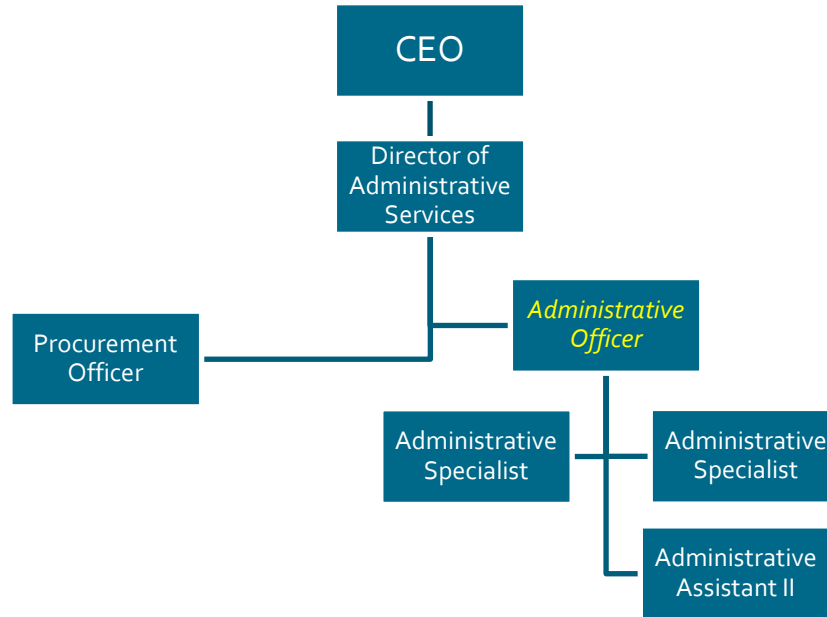 CEO
Director of
Administrative
Services
Administrative
Officer
Procurement
Officer
Administrative
Specialist
Administrative
Specialist
Administrative
Assistant II